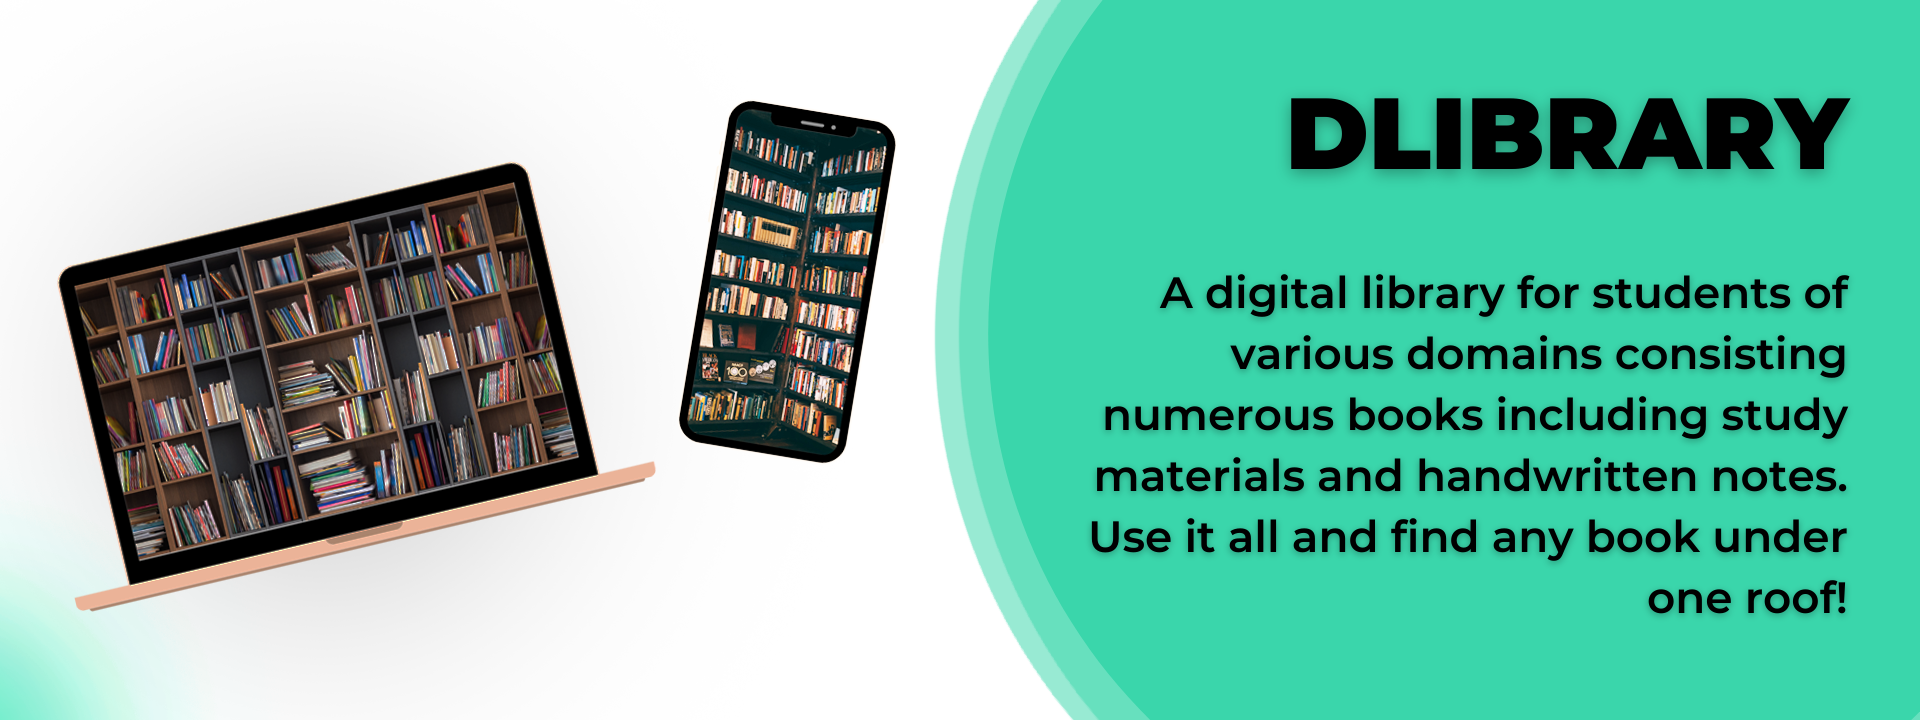 DLIBRARY
A digital library for students of
various domains consisting
numerous books including study
materials and handwritten notes.
Use it all and find any book under
one roof!